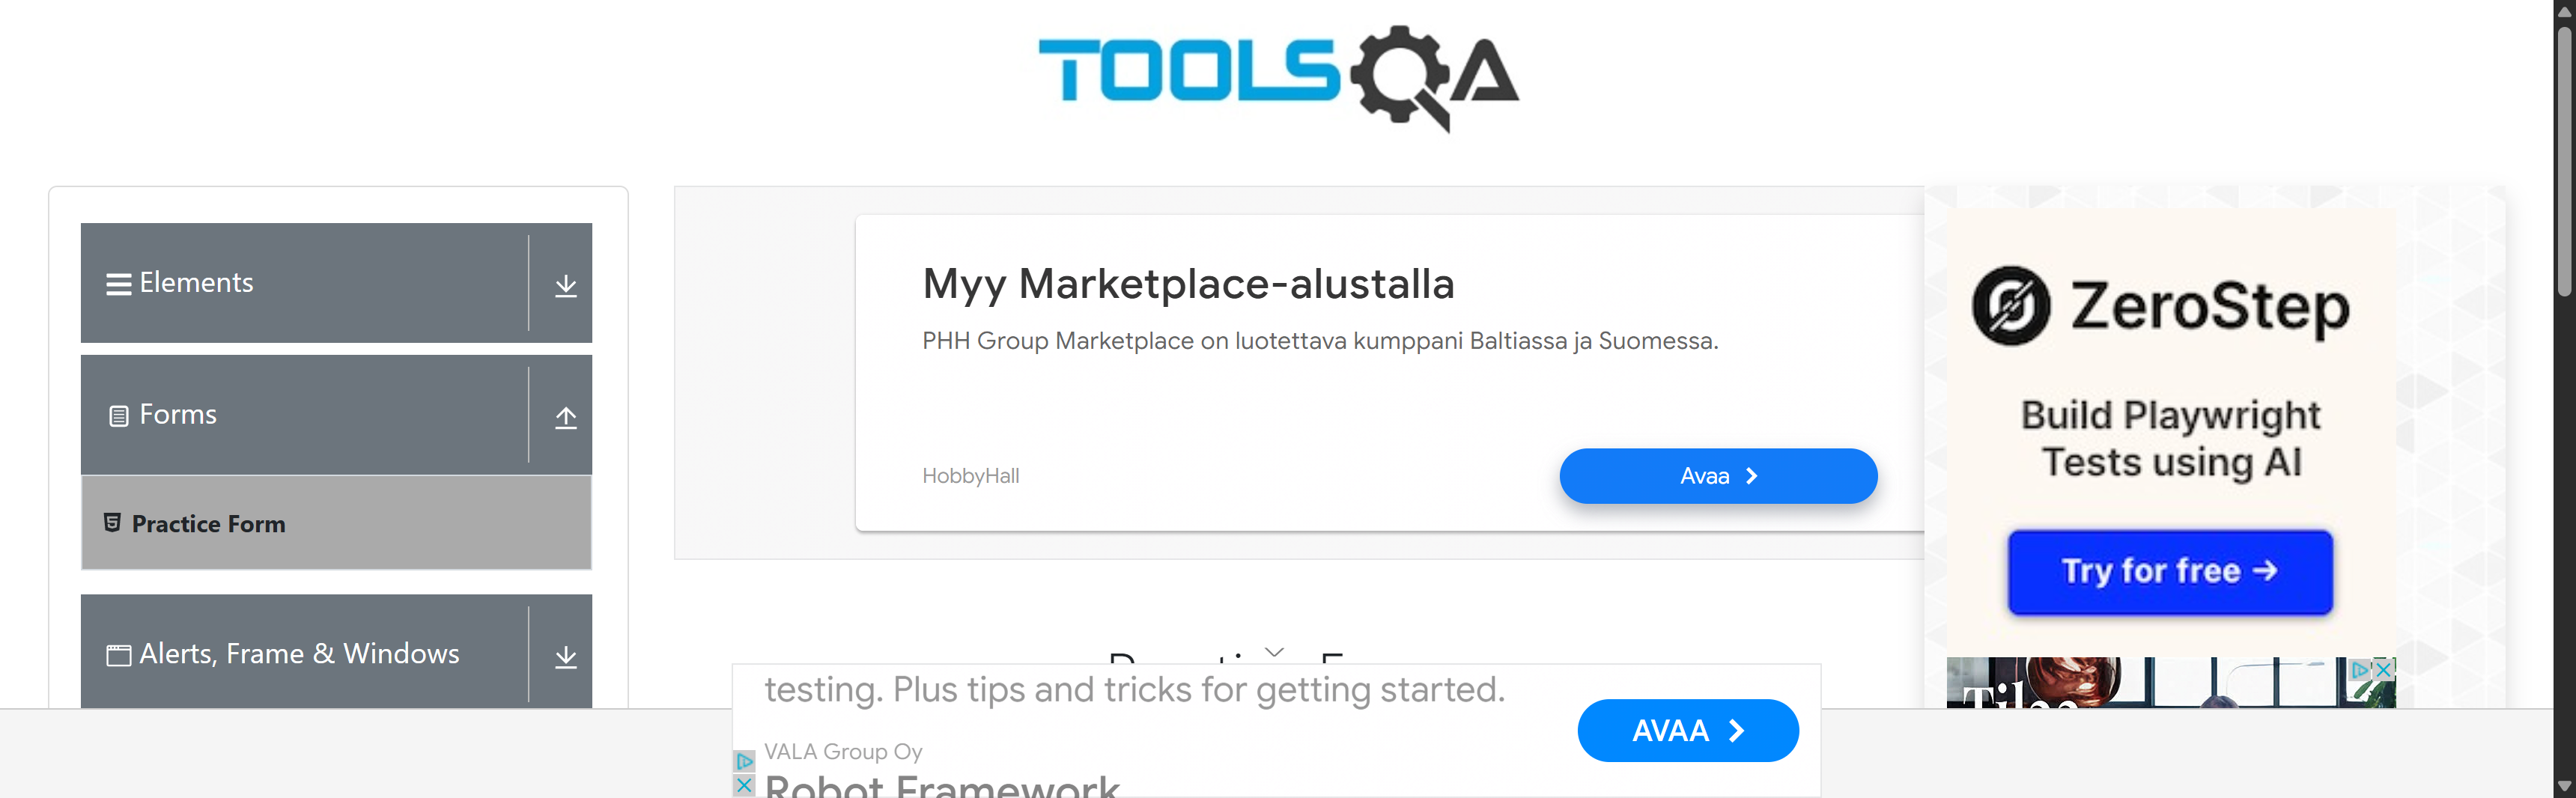 TOOLSQA
Elements
Forms
Practice Form
Alerts, Frame & Windows
Myy Marketplace-alustalla
PHH Group Marketplace on luotettava kumppani Baltiassa ja Suomessa.
HobbyHall
Avaa
ZeroStep
Build Playwright
Tests using AI
Try for free →
testing. Plus tips and tricks for getting started.
VALA Group Oy
Robot Framework
AVAA